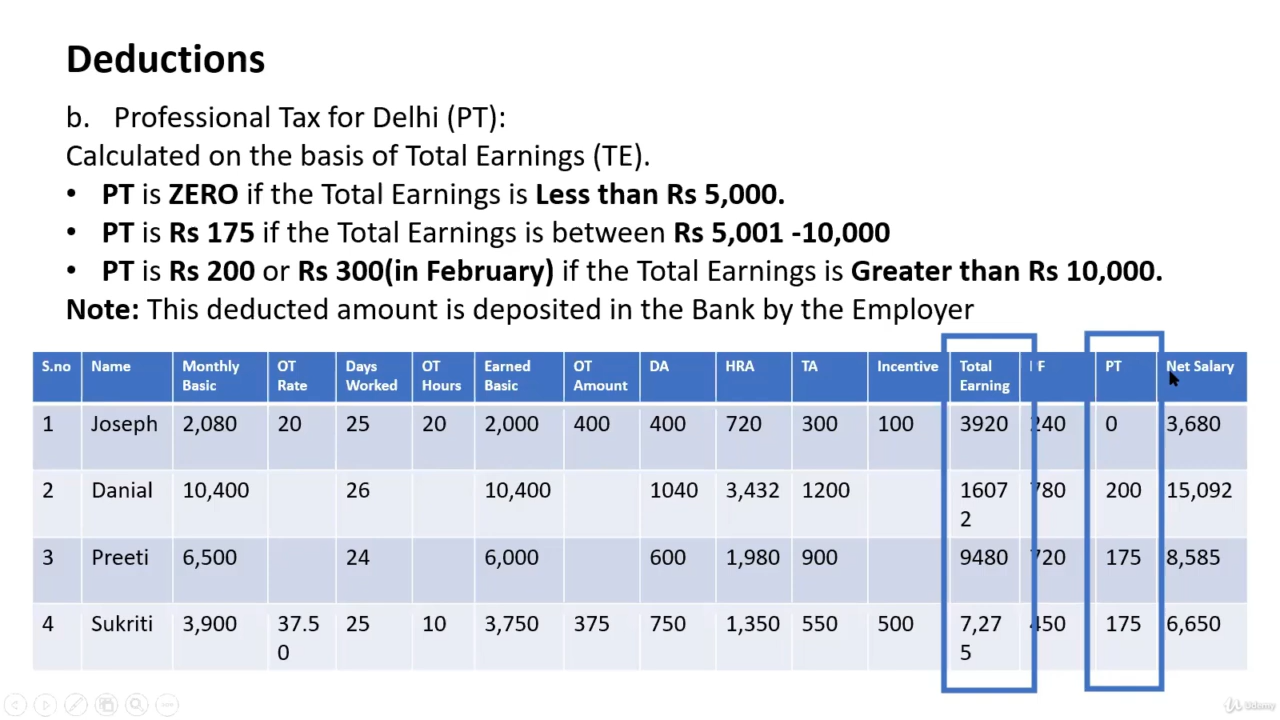 Deductions
b. Professional Tax for Delhi (PT):
Calculated on the basis of Total Earnings (TE).
• PT is ZERO if the Total Earnings is Less than Rs 5,000.
• PT is Rs 175 if the Total Earnings is between Rs 5,001 -10,000
• PT is Rs 200 or Rs 300(in February) if the Total Earnings is Greater than Rs 10,000.
Note: This deducted amount is deposited in the Bank by the Employer
S.no Name Monthly Basic OT Rate Days Worked OT Hours Earned Basic OT Amount DA HRA TA Incentive Total Earning F PT Net Salary
1 Joseph 2,080 20 25 20 2,000 400 400 720 300 100 3920 240 0 3,680
2 Danial 10,400 26 10,400 1040 3,432 1200 16072 780 200 15,092
3 Preeti 6,500 24 6,000 600 1,980 900 9480 720 175 8,585
4 Sukriti 3,900 37.50 25 10 3,750 375 750 1,350 550 500 7,275 450 175 6,650
Udemy